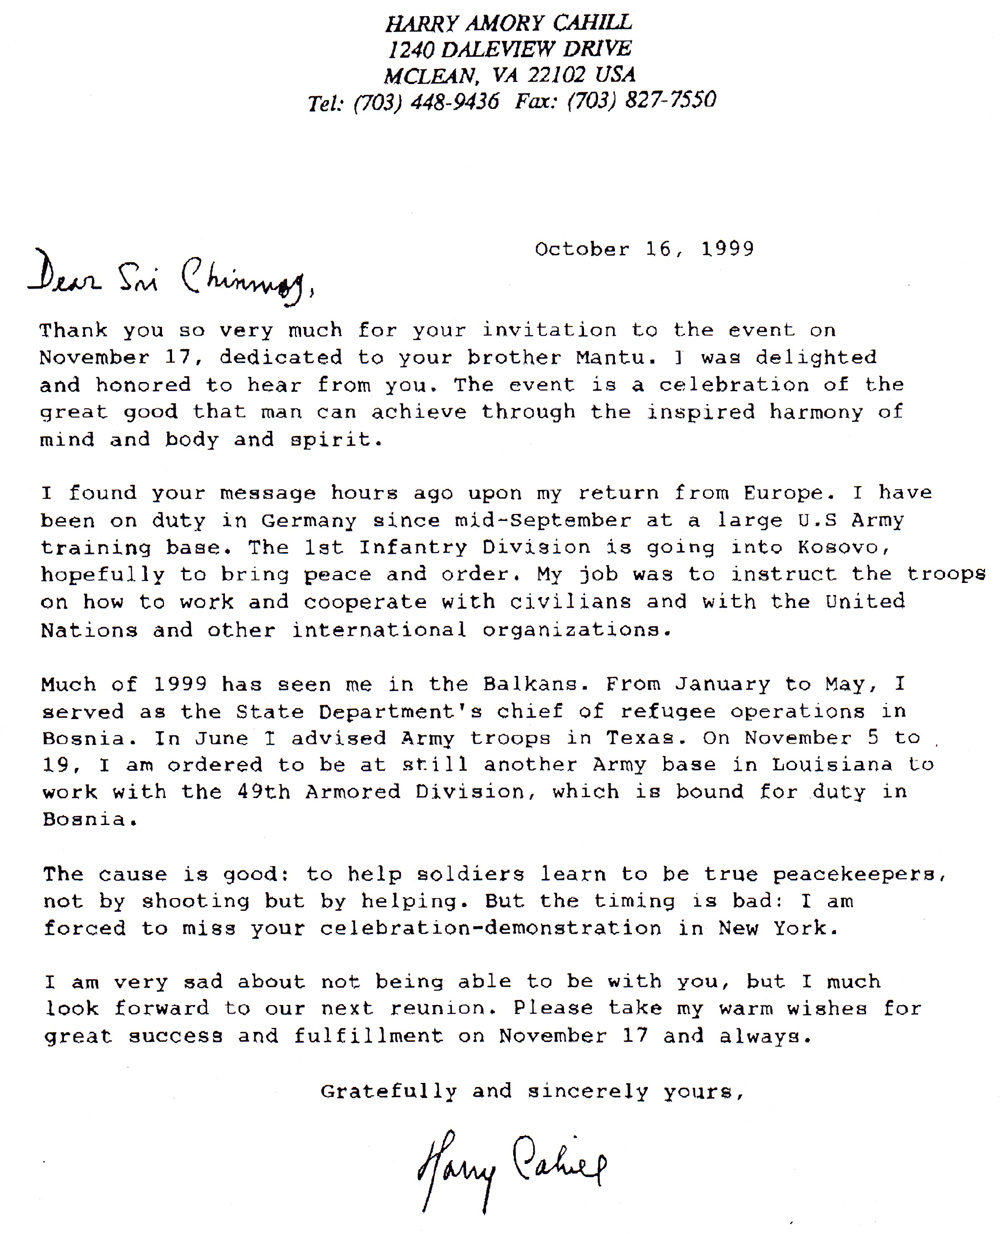 HARRY AMORY CAHILL
1240 DALEVIEW DRIVE
MCLEAN, VA 22102 USA
Tel: (703) 448-9436 Fax: (703) 827-7550
October 16, 1999
Dear Sri Chinmoy,
Thank you so very much for your invitation to the event on
November 17, dedicated to your brother Mantu. I was delighted
and honored to hear from you. The event is a celebration of the
great good that man can achieve through the inspired harmony of
mind and body and spirit.
I found your message hours ago upon my return from Europe. I have
been on duty in Germany since mid-September at a large U.S Army
training base. The 1st Infantry Division is going into Kosovo,
hopefully to bring peace and order. My job was to instruct the troops
on how to work and cooperate with civilians and with the United
Nations and other international organizations.
Much of 1999 has seen me in the Balkans. From January to May, I
served as the State Department's chief of refugee operations in
Bosnia. In June I advised Army troops in Texas. On November 5 to
19, I am ordered to be at still another Army base in Louisiana to
work with the 49th Armored Division, which is bound for duty in
Bosnia.
The cause is good: to help soldiers learn to be true peacekeepers,
not by shooting but by helping. But the timing is bad: I am
forced to miss your celebration-demonstration in New York.
I am very sad about not being able to be with you, but I much
look forward to our next reunion. Please take my warm wishes for
great success and fulfillment on November 17 and always.
Gratefully and sincerely yours,
Harry Cahill